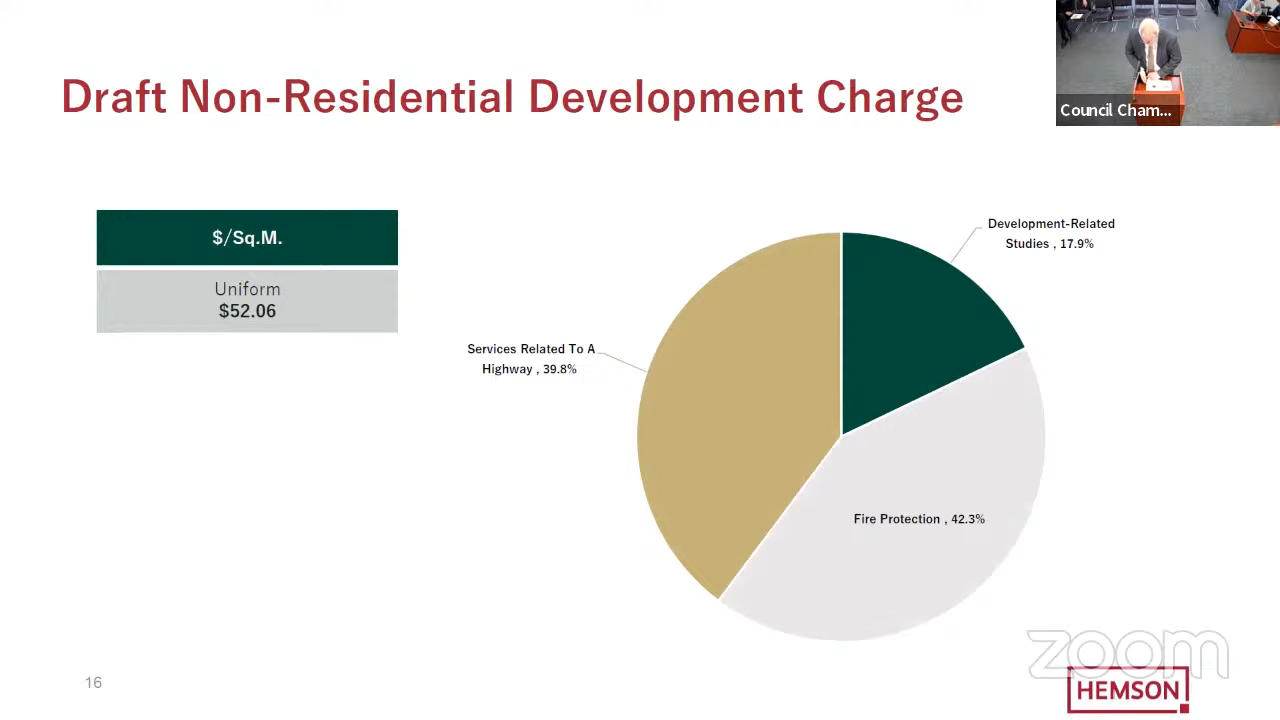 Draft Non-Residential Development Charge
Council Cham...
$/Sq.M.
Uniform
$52.06
Development-Related
Studies , 17.9%
Services Related To A
Highway , 39.8%
Fire Protection , 42.3%
16
zoom
HEMSON